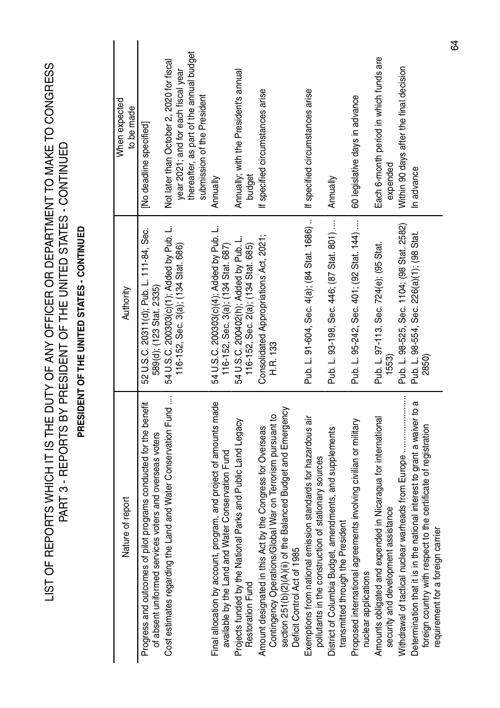 LIST OF REPORTS WHICH IT IS THE DUTY OF ANY OFFICER OR DEPARTMENT TO MAKE TO CONGRESS
PART 3 - REPORTS BY PRESIDENT OF THE UNITED STATES - CONTINUED
PRESIDENT OF THE UNITED STATES - CONTINUED
Nature of report Authority When expected
to be made
Progress and outcomes of pilot programs conducted for the benefit 52 U.S.C. 20311(d); Pub. L. 111-84, Sec. [No deadline specified]
of absent uniformed services voters and overseas voters 589(d); (123 Stat. 2335)
Cost estimates regarding the Land and Water Conservation Fund .... 54 U.S.C. 200303(c)(1); Added by Pub. L. Not later than October 2, 2020 for fiscal
116-152, Sec. 3(a); (134 Stat. 686) year 2021; and for each fiscal year
thereafter, as part of the annual budget
submission of the President
Final allocation by account, program, and project of amounts made 54 U.S.C. 200303(c)(4); Added by Pub. L. Annually
available by the Land and Water Conservation Fund 116-152, Sec. 3(a); (134 Stat. 687)
Projects funded by the National Parks and Public Land Legacy 54 U.S.C. 200402(h); Added by Pub. L. Annually, with the President's annual
Restoration Fund 116-152, Sec. 2(a); (134 Stat. 685) budget
Amount designated in this Act by the Congress for Overseas Consolidated Appropriations Act, 2021; If specified circumstances arise
Contingency Operations/Global War on Terrorism pursuant to H.R. 133
section 251(b)(2)(A)(ii) of the Balanced Budget and Emergency
Deficit Control Act of 1985
Exemptions from national emission standards for hazardous air Pub. L. 91-604, Sec. 4(a); (84 Stat. 1686) .. If specified circumstances arise
pollutants in the construction of stationary sources
District of Columbia Budget, amendments, and supplements Pub. L. 93-198, Sec. 446; (87 Stat. 801) .... Annually
transmitted through the President
Proposed international agreements involving civilian or military Pub. L. 95-242, Sec. 401; (92 Stat. 144) .... 60 legislative days in advance
nuclear applications
Amounts obligated and expended in Nicaragua for international Pub. L. 97-113, Sec. 724(e); (95 Stat. Each 6-month period in which funds are
security and development assistance 1553) expended
Withdrawal of tactical nuclear warheads from Europe ........................ Pub. L. 98-525, Sec. 1104; (98 Stat. 2582) Within 90 days after the final decision
Determination that it is in the national interest to grant a waiver to a Pub. L. 98-554, Sec. 226(a)(1); (98 Stat. In advance
foreign country with respect to the certificate of registration 2850)
requirement for a foreign carrier
64